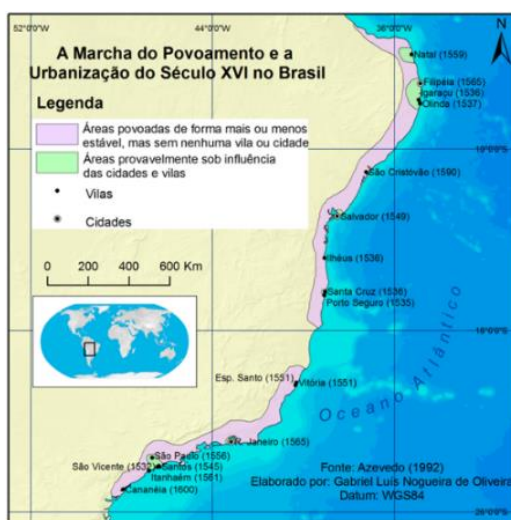 52°0'0"W 44°0'0"W 36°0'0"W
N
A Marcha do Povoamento e a
Urbanização do Século XVI no Brasil
Legenda
Áreas povoadas de forma mais ou menos
estável, mas sem nenhuma vila ou cidade
Áreas provavelmente sob influência
das cidades e vilas
Vilas
Cidades
0 200 400 600 Km
Natal (1559)
Filipéia (1565)
Igaraçu (1536)
Olinda (1537)
São Cristovão (1590)
Salvador (1549)
Ilhéus (1536)
Santa Cruz (1536)
Porto Seguro (1535)
Esp. Santo (1551)
Vitória (1551)
Oceano Atlântico
R. Janeiro (1565)
São Paulo (1556)
São Vicente (1532)
Santos (1545)
Itanhaém (1561)
Cananéia (1600)
Fonte: Azevedo (1992)
Elaborado por: Gabriel Luís Nogueira de Oliveira
Datum: WGS84